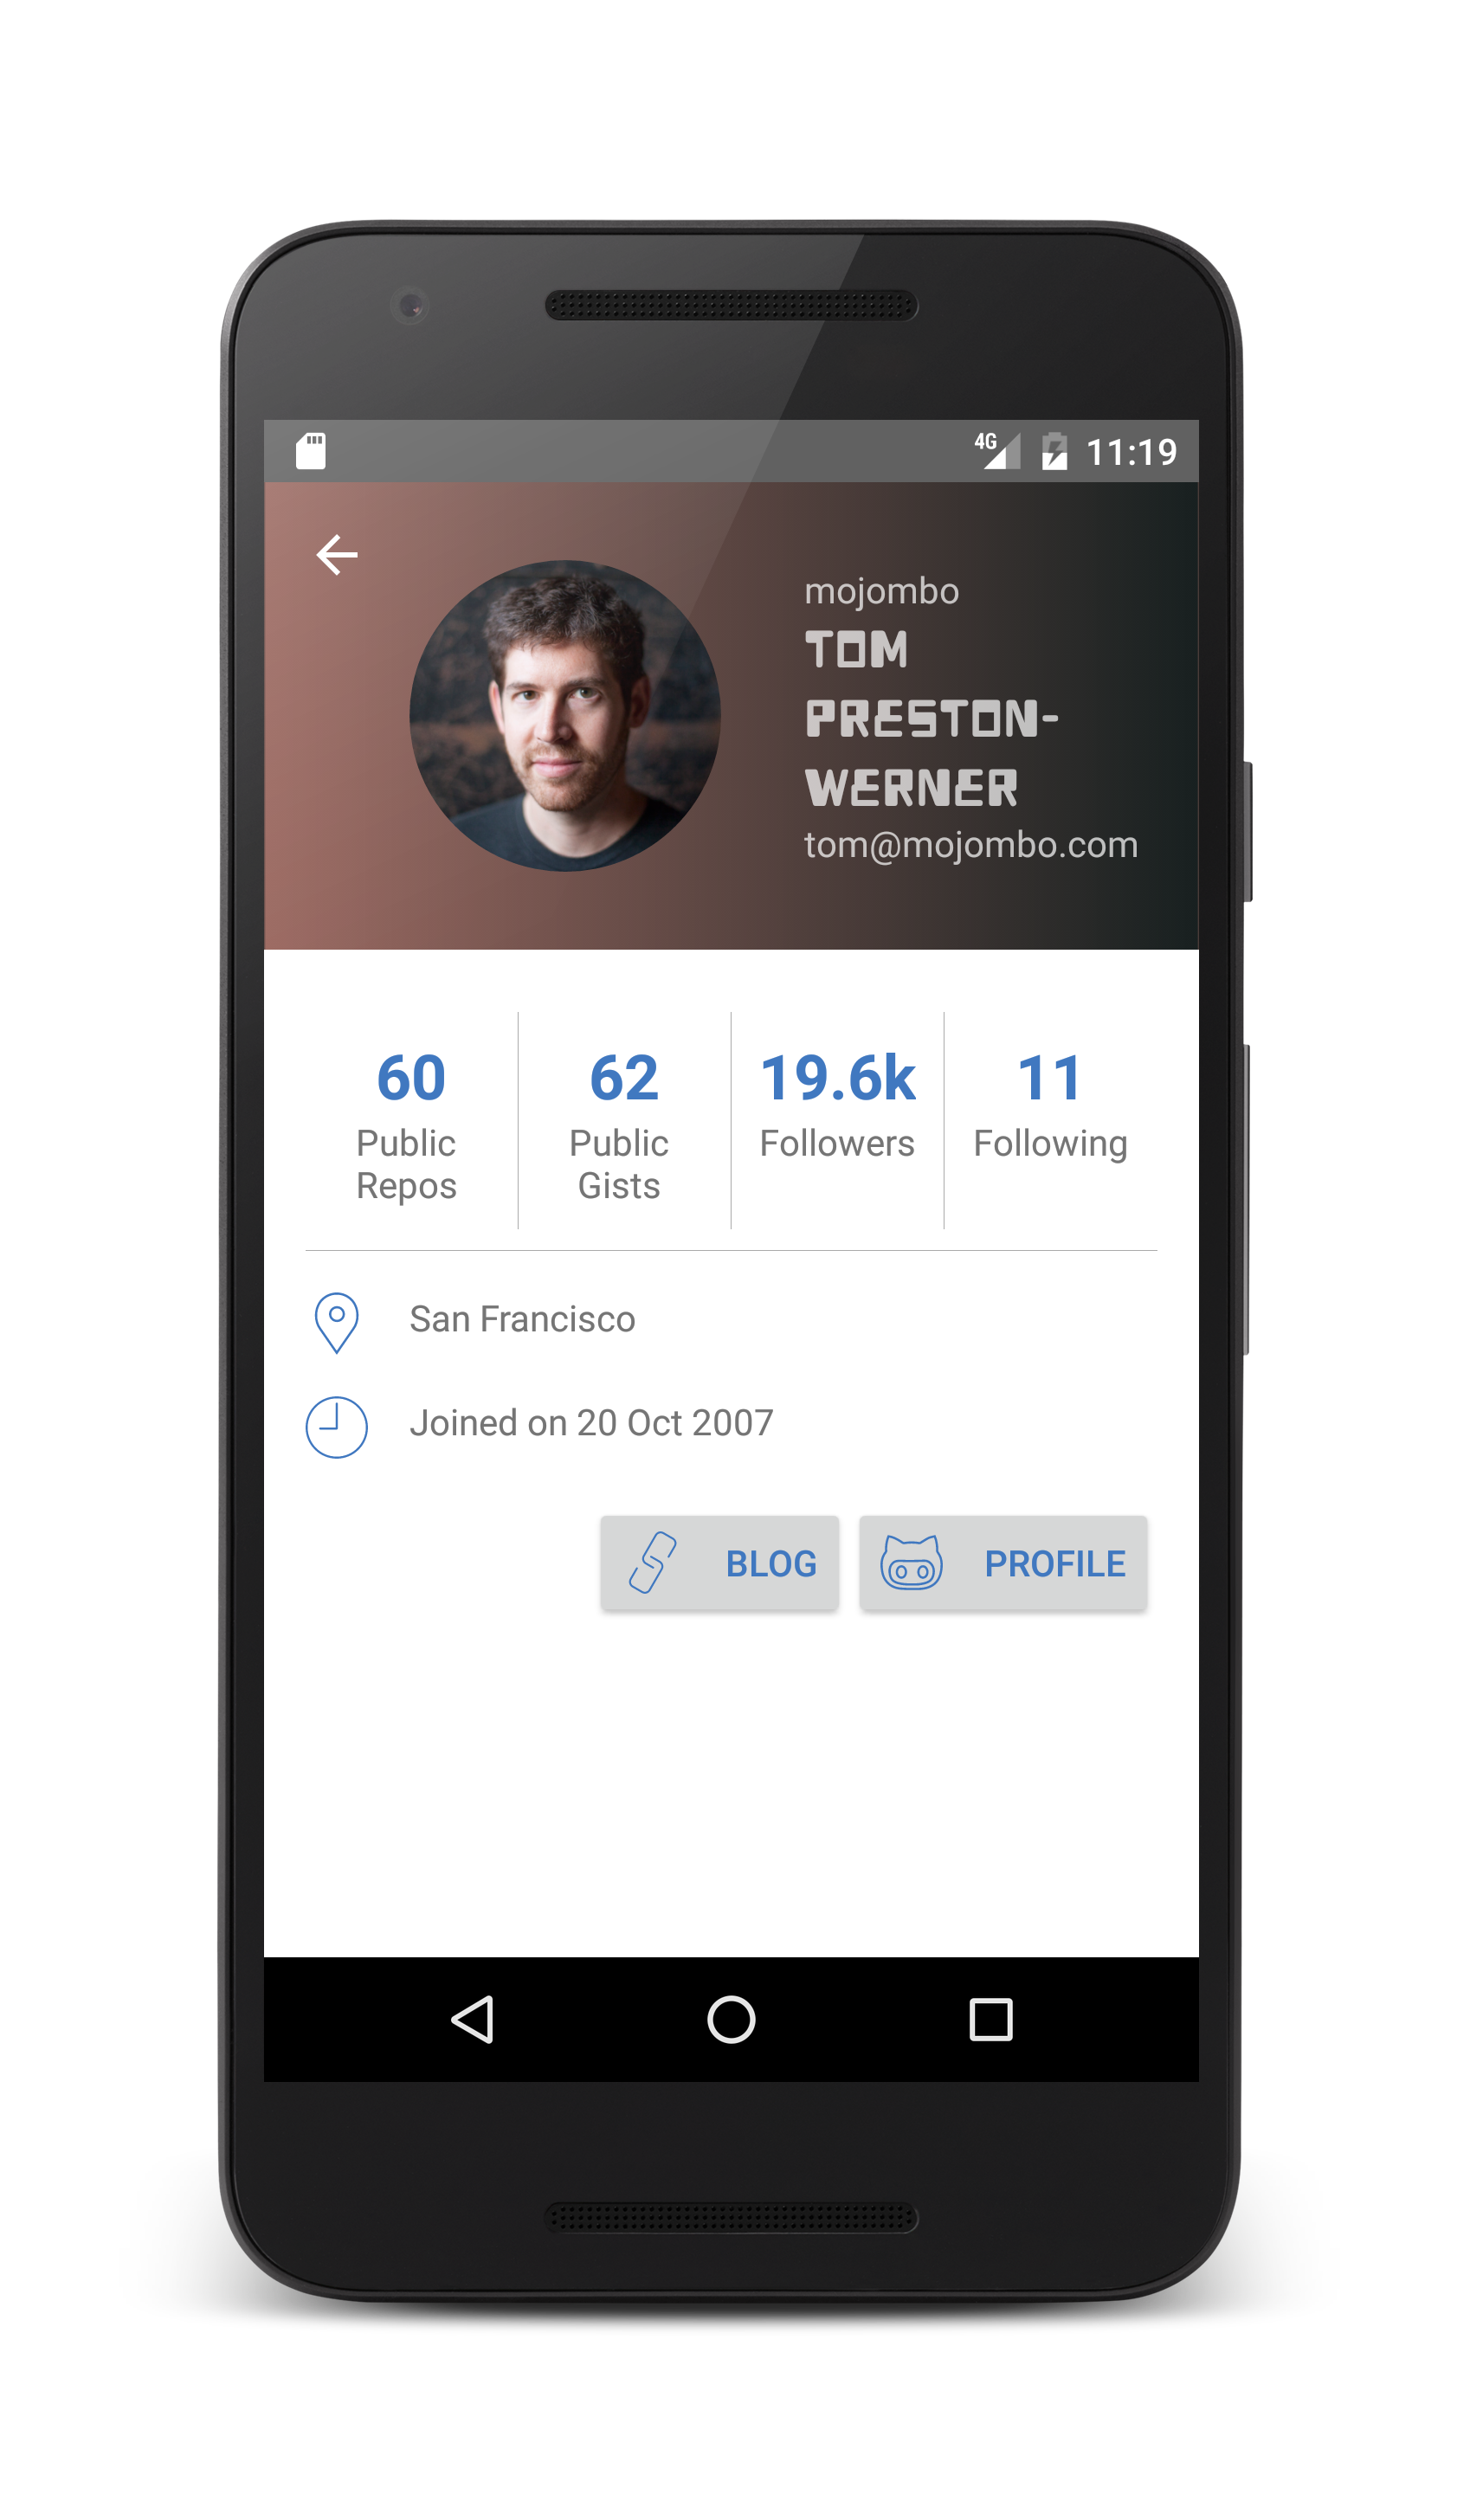 4G 11:19
mojombo
TOM
PRESTON-
WERNER
tom@mojombo.com
60 62 19.6k 11
Public Public Followers Following
Repos Gists
San Francisco
Joined on 20 Oct 2007
BLOG PROFILE